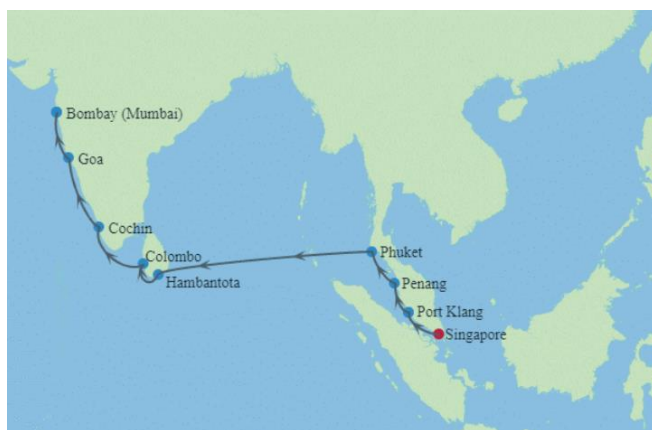 Bombay (Mumbai)
Goa
Cochin
Colombo
Hambantota
Phuket
Penang
Port Klang
Singapore